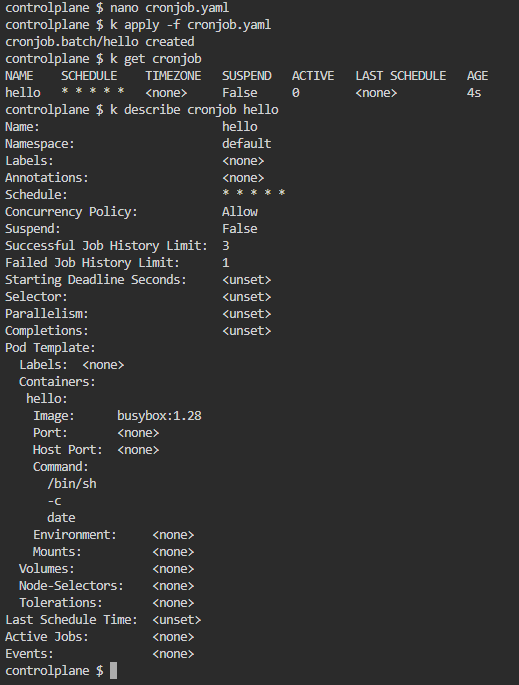 controlplane $ nano cronjob.yaml
controlplane $ k apply -f cronjob.yaml
cronjob.batch/hello created
controlplane $ k get cronjob
NAME    SCHEDULE    TIMEZONE   SUSPEND   ACTIVE   LAST SCHEDULE   AGE
hello   * * * * *   <none>     False     0        <none>          4s
controlplane $ k describe cronjob hello
Name:                          hello
Namespace:                     default
Labels:                        <none>
Annotations:                   <none>
Schedule:                      * * * * *
Concurrency Policy:            Allow
Suspend:                       False
Successful Job History Limit:  3
Failed Job History Limit:      1
Starting Deadline Seconds:     <unset>
Selector:                      <unset>
Parallelism:                   <unset>
Completions:                   <unset>
Pod Template:
  Labels:  <none>
  Containers:
   hello:
    Image:      busybox:1.28
    Port:       <none>
    Host Port:  <none>
    Command:
      /bin/sh
      -c
      date
    Environment:     <none>
    Mounts:          <none>
  Volumes:           <none>
  Node-Selectors:    <none>
  Tolerations:       <none>
Last Schedule Time:  <unset>
Active Jobs:         <none>
Events:              <none>
controlplane $